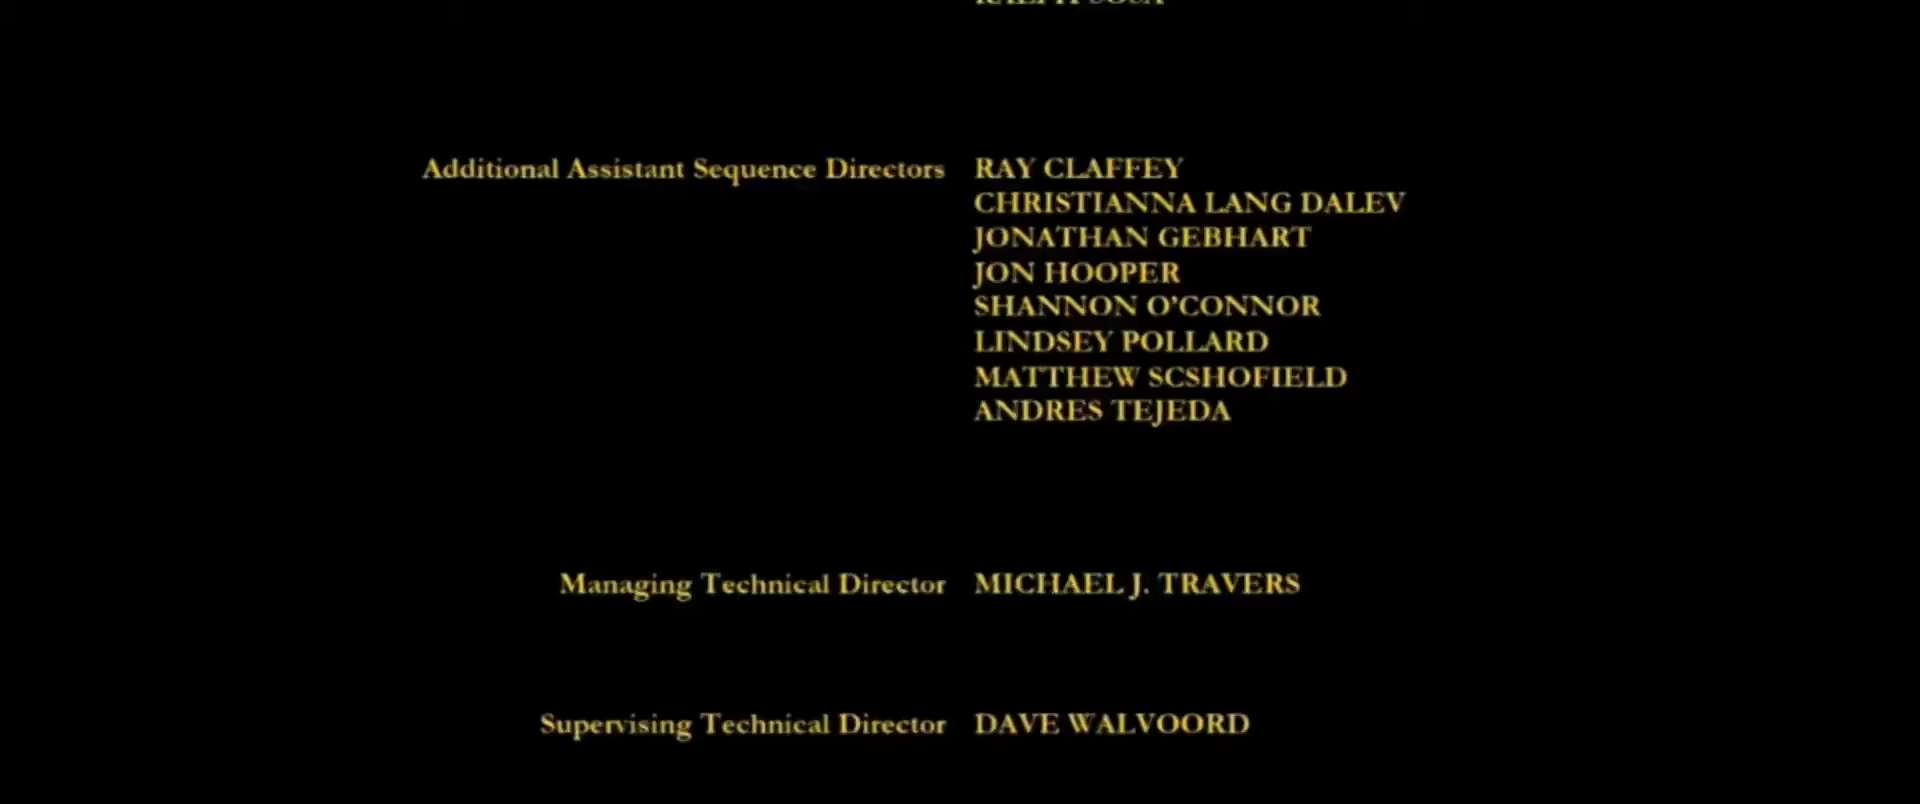 Additional Assistant Sequence Directors RAY CLAFFEY
CHRISTIANNA LANG DALEV
JONATHAN GEBHART
JON HOOPER
SHANNON O'CONNOR
LINDSEY POLLARD
MATTHEW SCSHOFIELD
ANDRES TEJEDA
Managing Technical Director MICHAEL J. TRAVERS
Supervising Technical Director DAVE WALVOORD